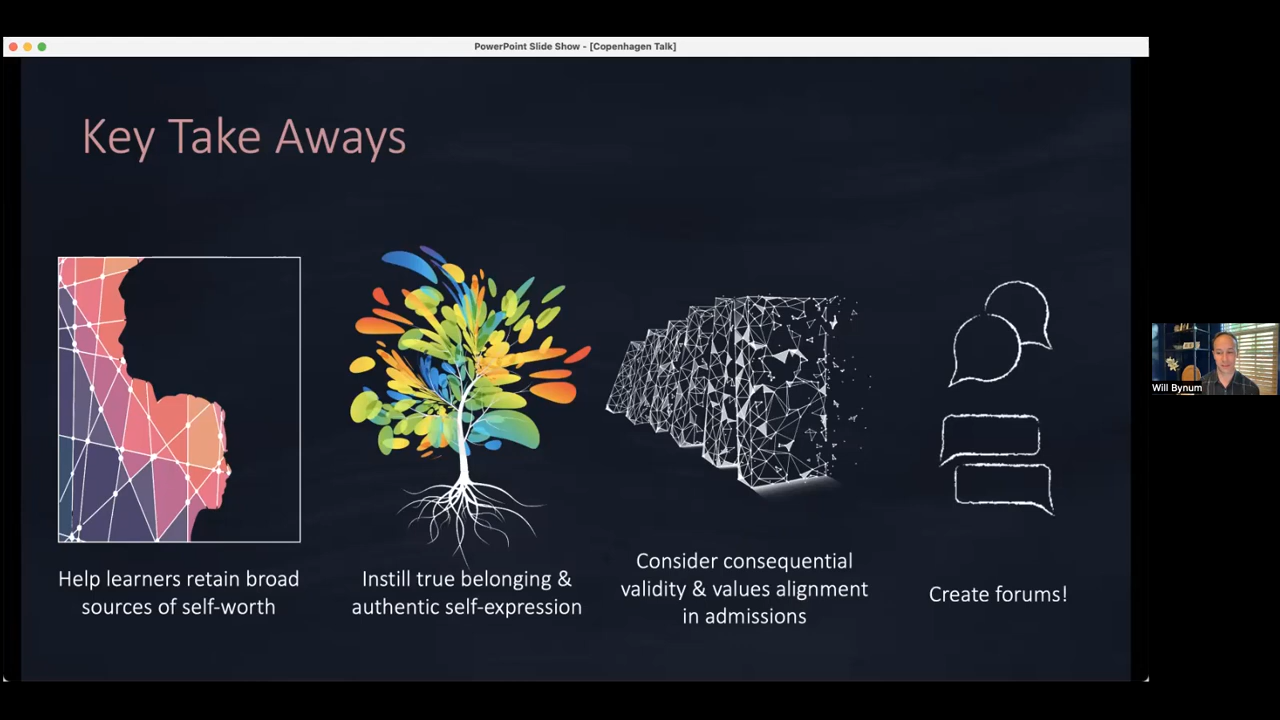 PowerPoint Slide Show - [Copenhagen Talk]
Key Take Aways
Help learners retain broad
sources of self-worth
Instill true belonging &
authentic self-expression
Consider consequential
validity & values alignment
in admissions
Create forums!
Will Bynum